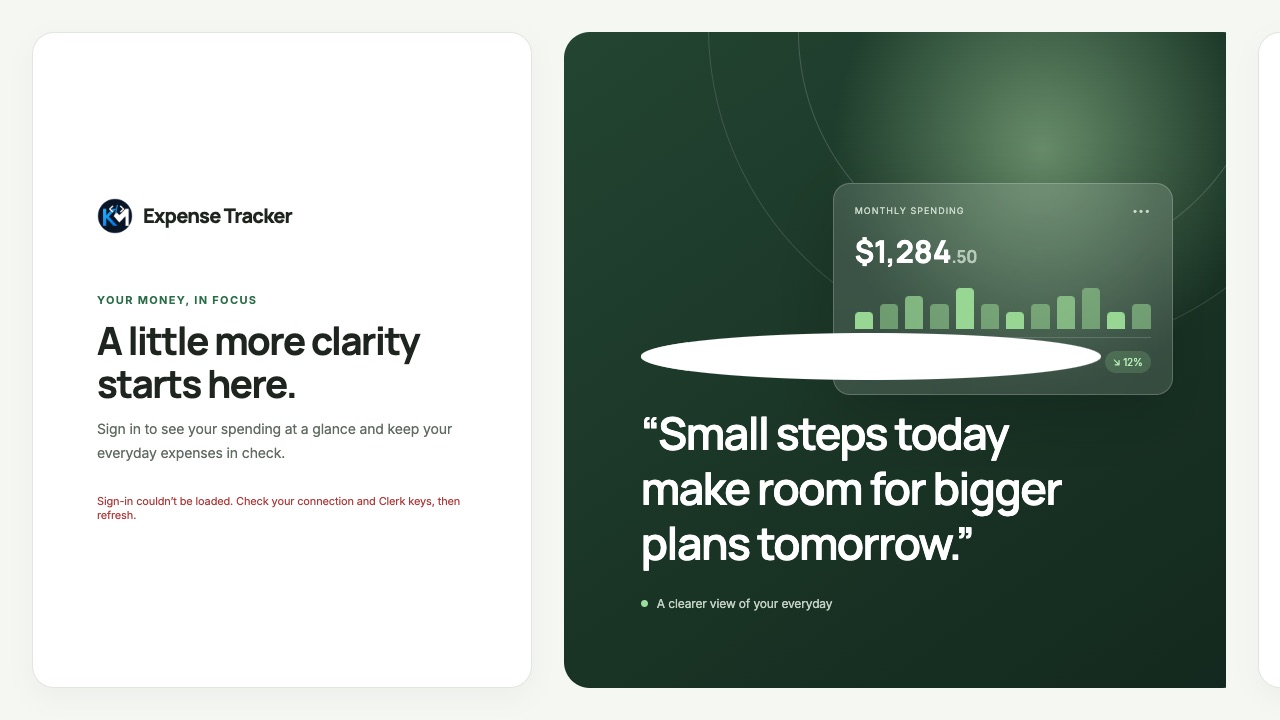 Expense Tracker
YOUR MONEY, IN FOCUS
A little more clarity
starts here.
Sign in to see your spending at a glance and keep your
everyday expenses in check.
Sign-in couldn’t be loaded. Check your connection and Clerk keys, then
refresh.
MONTHLY SPENDING
$1,284.50
↘ 12%
“Small steps today
make room for bigger
plans tomorrow.”
A clearer view of your everyday